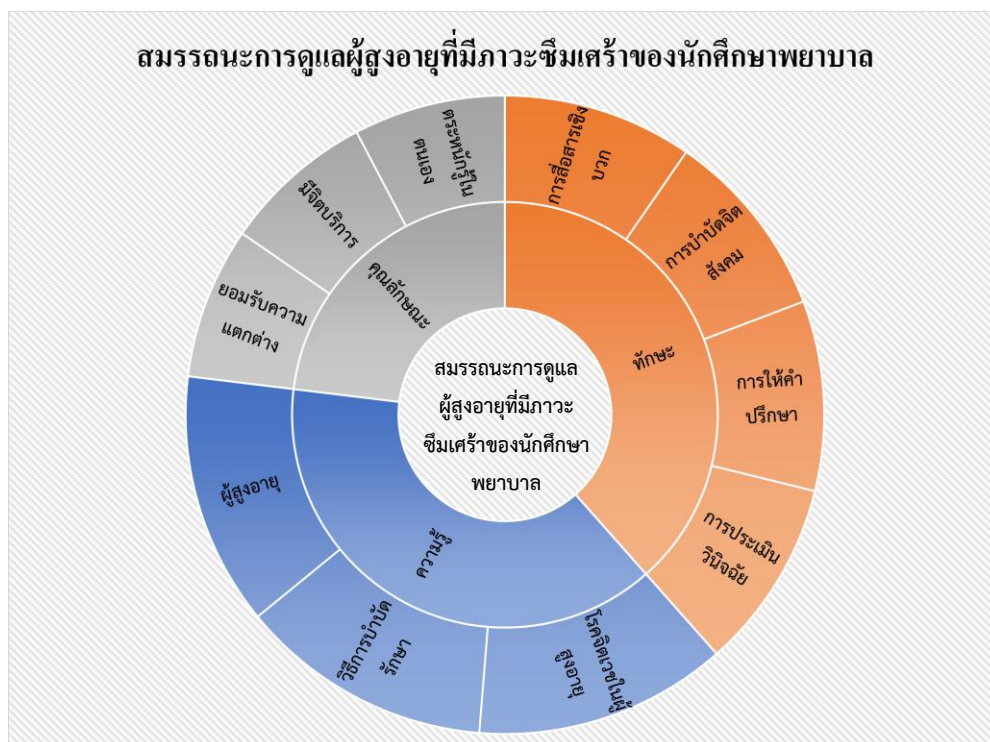 สมรรถนะการดูแลผู้สูงอายุที่มีภาวะซึมเศร้าของนักศึกษาพยาบาล
การสื่อสารเชิง
บวก
การบำบัดจิต
สังคม
การให้คำ
ปรึกษา
การประเมิน
วินิจฉัย
ทักษะ
โรคจิตเวชในผู้
สูงอายุ
วิธีการบำบัด
รักษา
ผู้สูงอายุ
ความรู้
ยอมรับความ
แตกต่าง
มีจิตบริการ
ตระหนักรู้ใน
ตนเอง
คุณลักษณะ
สมรรถนะการดูแล
ผู้สูงอายุที่มีภาวะ
ซึมเศร้าของนักศึกษา
พยาบาล